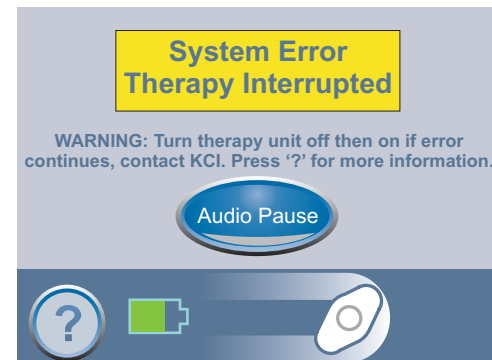 System Error
Therapy Interrupted
WARNING: Turn therapy unit off then on if error
continues, contact KCI. Press ‘?’ for more information.
Audio Pause
?